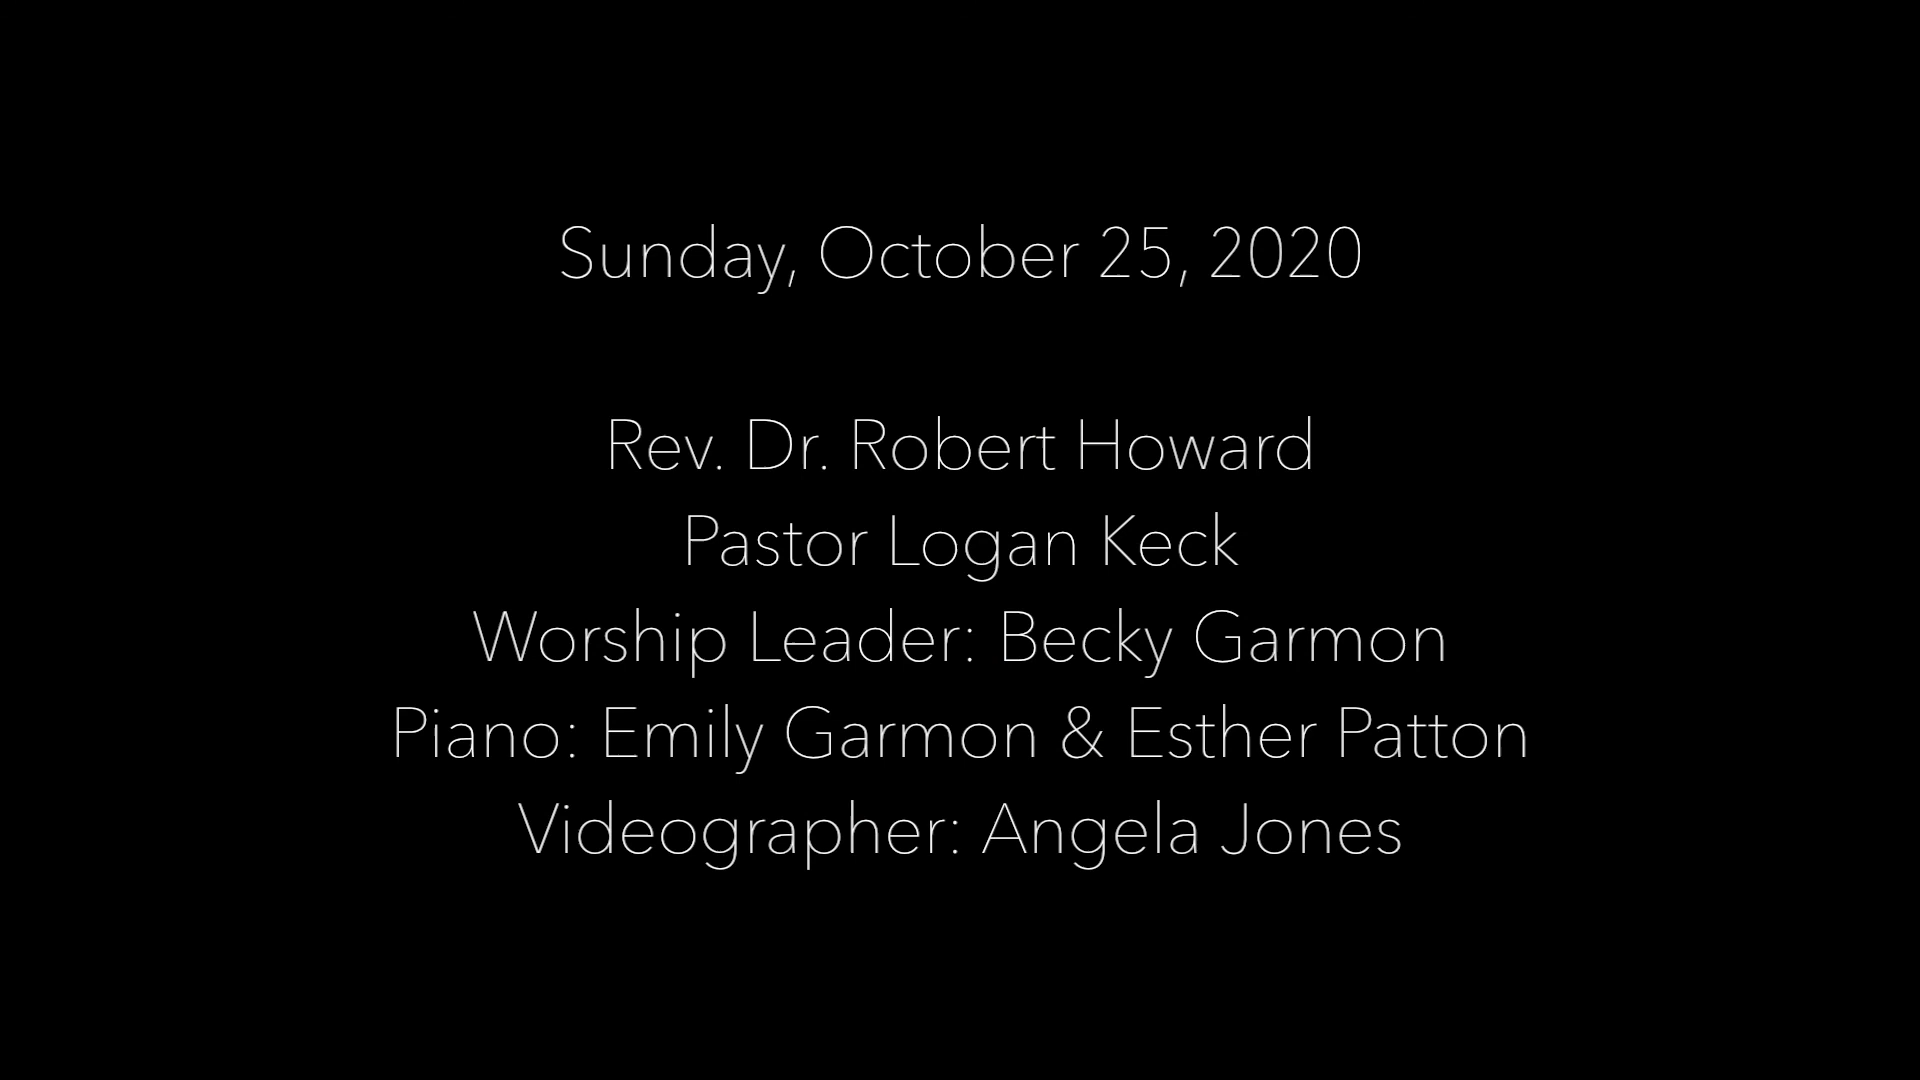 Sunday, October 25, 2020
Rev. Dr. Robert Howard
Pastor Logan Keck
Worship Leader: Becky Garmon
Piano: Emily Garmon & Esther Patton
Videographer: Angela Jones